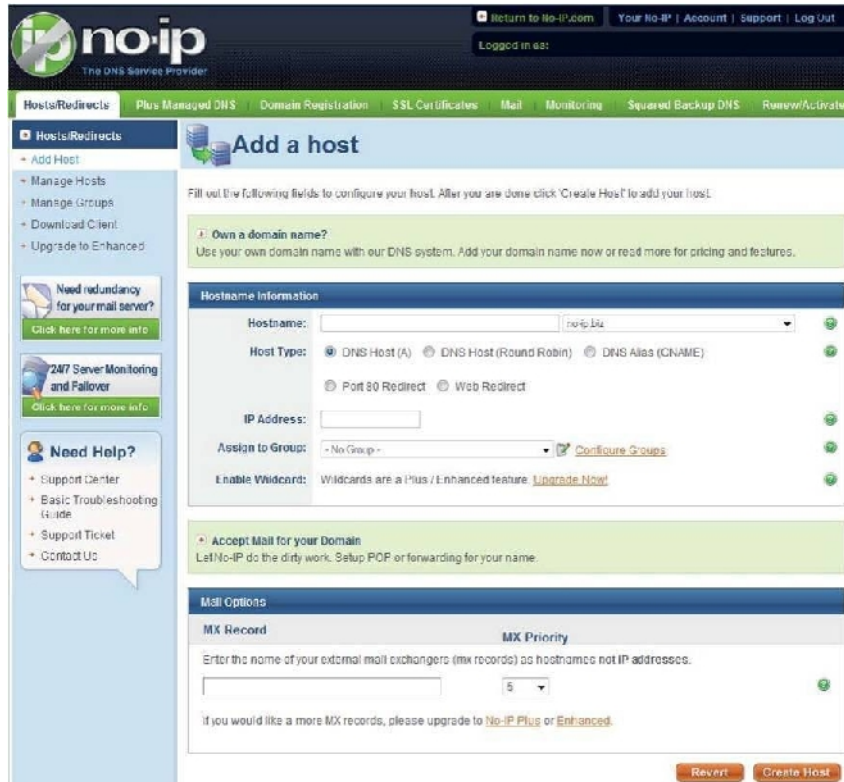 Return to No-IP.com
Your No-IP | Account | Support | Log Out
Logged in as:
no-ip
The DNS Service Provider
Hosts/Redirects
Plus Managed DNS
Domain Registration
SSL Certificates
Mail
Monitoring
Squared Backup DNS
Renew/Activate
Hosts/Redirects
Add Host
Manage Hosts
Manage Groups
Download Client
Upgrade to Enhanced
Need redundancy
for your mail server?
Click here for more info
24/7 Server Monitoring
and Failover
Click here for more info
Need Help?
Support Center
Basic Troubleshooting
Guide
Support Ticket
Contact Us
Add a host
Fill out the following fields to configure your host. After you are done click 'Create Host' to add your host.
Own a domain name?
Use your own domain name with our DNS system. Add your domain name now or read more for pricing and features.
Hostname Information
Hostname:
no-ip.biz
Host Type:
DNS Host (A)
DNS Host (Round Robin)
DNS Alias (CNAME)
Port 80 Redirect
Web Redirect
IP Address:
Assign to Group:
- No Group -
Configure Groups
Enable Wildcard:
Wildcards are a Plus / Enhanced feature. Upgrade Now!
Accept Mail for your Domain
Let No-IP do the dirty work. Setup POP or forwarding for your name.
Mail Options
MX Record
MX Priority
Enter the name of your external mail exchangers (mx records) as hostnames not IP addresses.
5
If you would like a more MX records, please upgrade to No-IP Plus or Enhanced.
Revert
Create Host